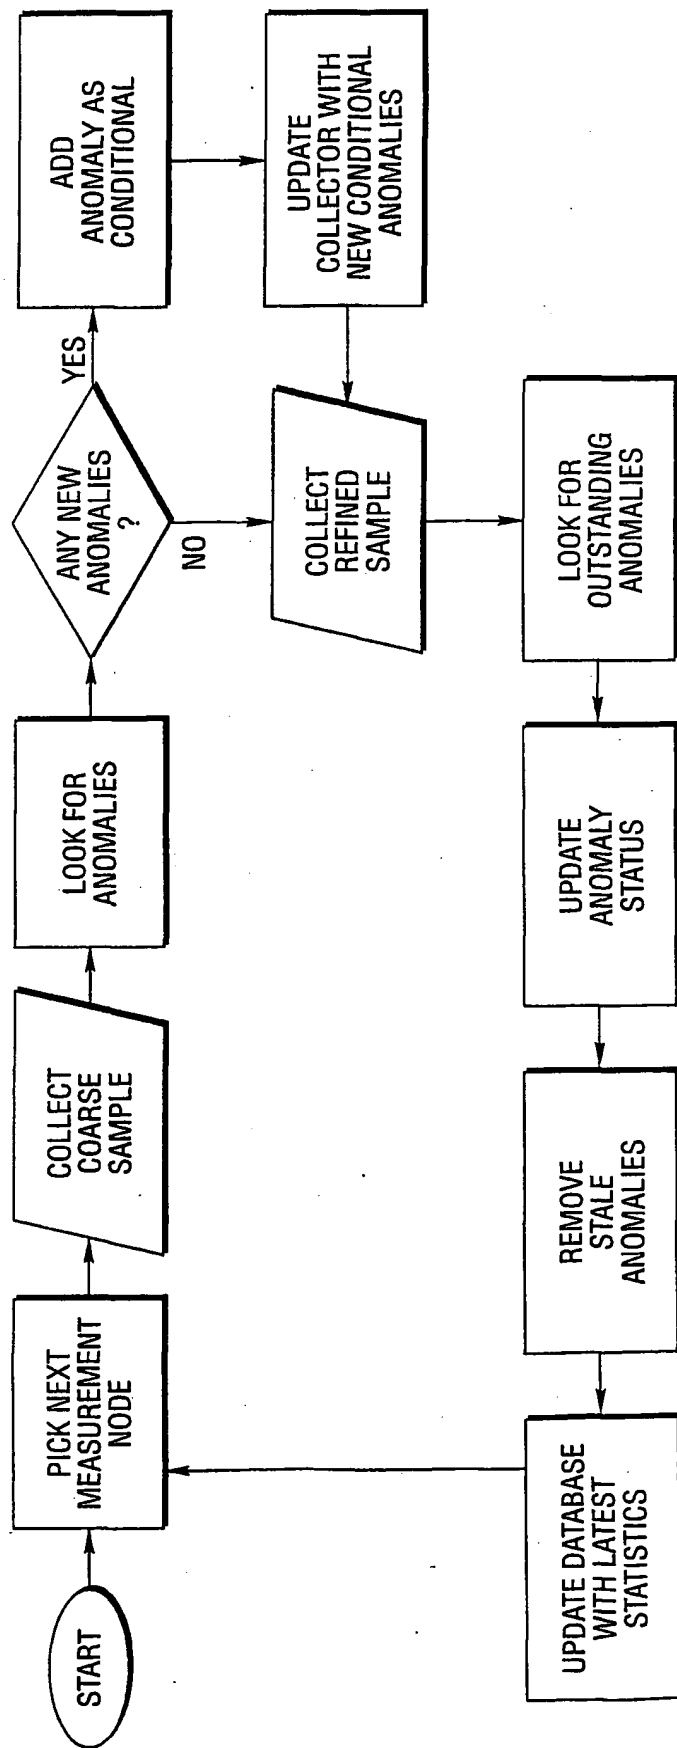 START
PICK NEXT
MEASUREMENT
NODE
COLLECT
COARSE
SAMPLE
LOOK FOR
ANOMALIES
ANY NEW
ANOMALIES
?
YES
ADD
ANOMALY AS
CONDITIONAL
UPDATE
COLLECTOR WITH
NEW CONDITIONAL
ANOMALIES
NO
COLLECT
REFINED
SAMPLE
LOOK FOR
OUTSTANDING
ANOMALIES
UPDATE
ANOMALY
STATUS
REMOVE
STALE
ANOMALIES
UPDATE DATABASE
WITH LATEST
STATISTICS